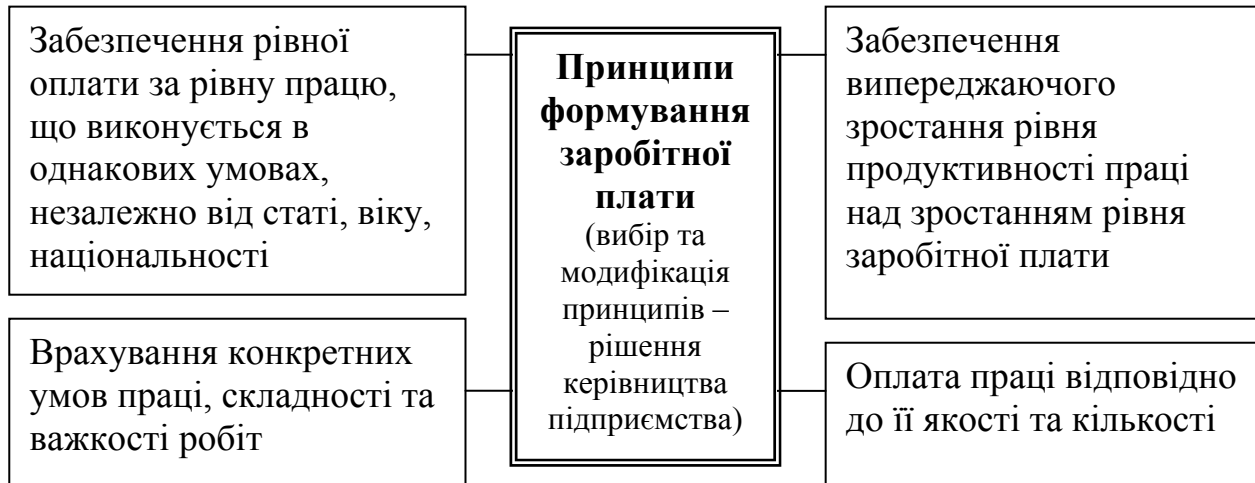 Забезпечення рівної
оплати за рівну працю,
що виконується в
однакових умовах,
незалежно від статі, віку,
національності
Врахування конкретних
умов праці, складності та
важкості робіт
Принципи
формування
заробітної
плати
(вибір та
модифікація
принципів –
рішення
керівництва
підприємства)
Забезпечення
випереджаючого
зростання рівня
продуктивності праці
над зростанням рівня
заробітної плати
Оплата праці відповідно
до її якості та кількості